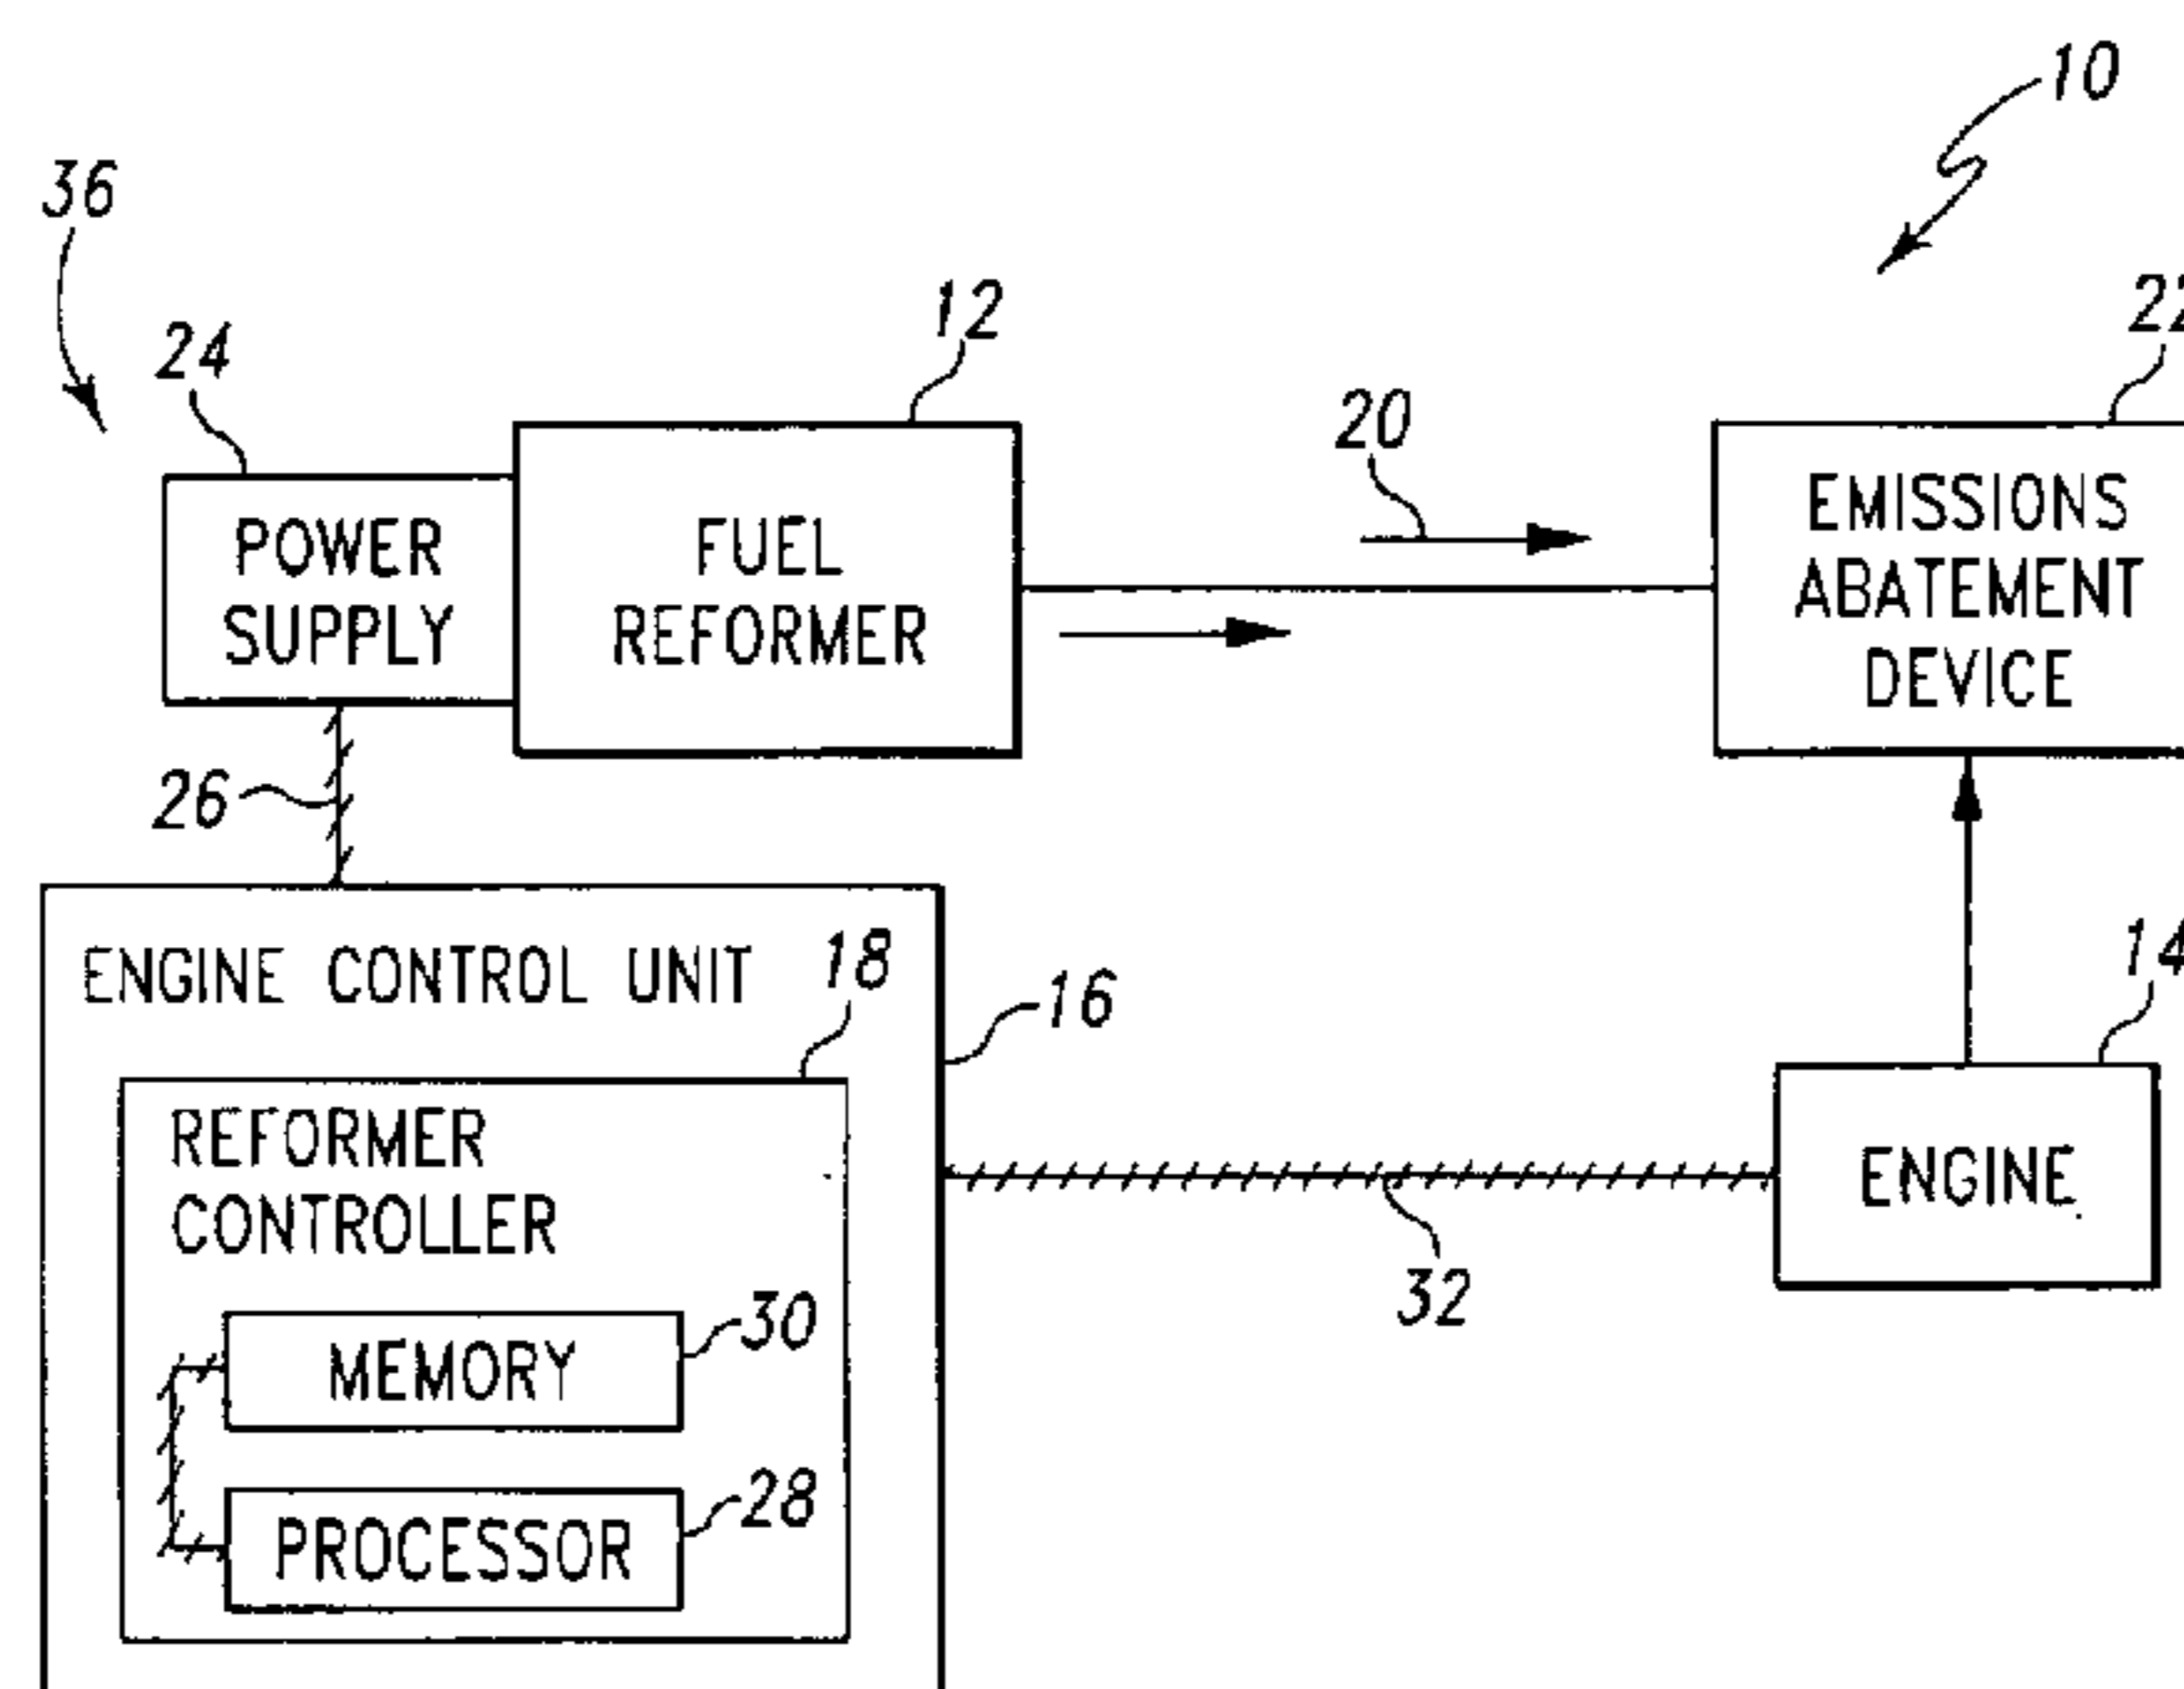 10
36
12
22
24
20
POWER
SUPPLY
FUEL
REFORMER
EMISSIONS
ABATEMENT
DEVICE
26
ENGINE CONTROL UNIT
18
16
14
REFORMER
CONTROLLER
ENGINE
32
MEMORY
30
PROCESSOR
28